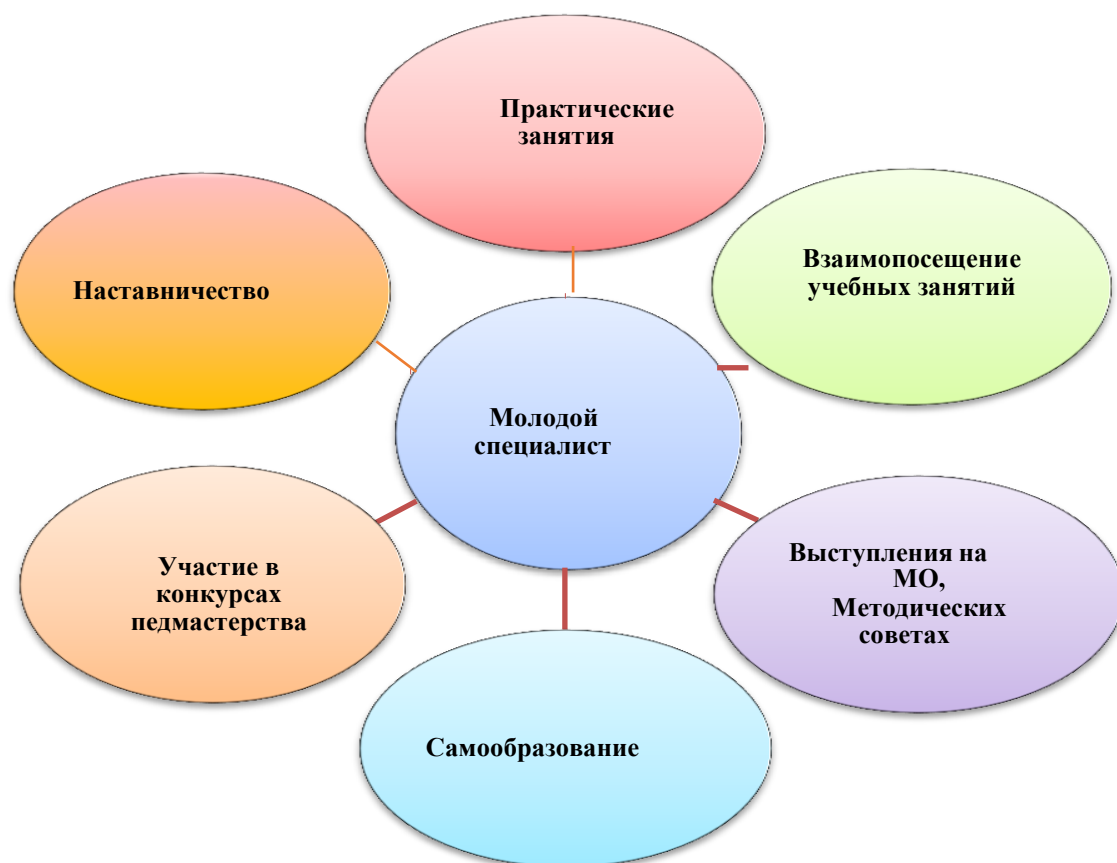 Практические
занятия
Наставничество
Взаимопосещение
учебных занятий
Молодой
специалист
Участие в
конкурсах
педмастерства
Выступления на
МО,
Методических
советах
Самообразование